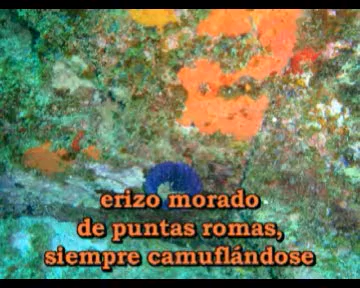 erizo morado
de puntas romas,
siempre camuflándose